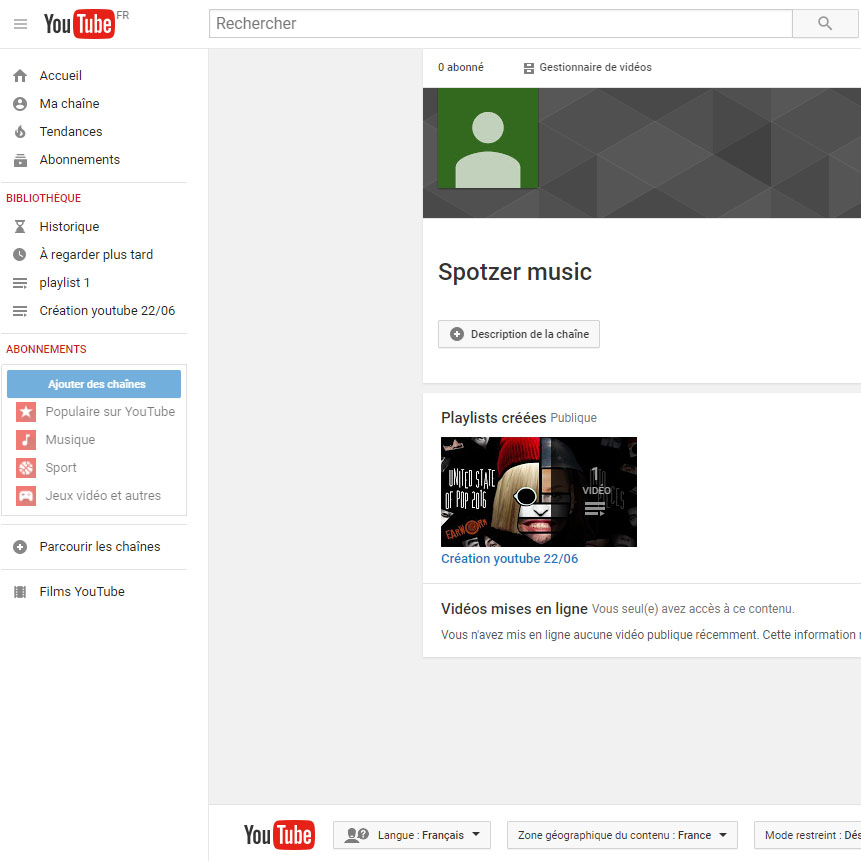 YouTube FR
Rechercher
Accueil
Ma chaîne
Tendances
Abonnements
BIBLIOTHÈQUE
Historique
À regarder plus tard
playlist 1
Création youtube 22/06
ABONNEMENTS
Ajouter des chaînes
Populaire sur YouTube
Musique
Sport
Jeux vidéo et autres
Parcourir les chaînes
Films YouTube
0 abonné
Gestionnaire de vidéos
Spotzer music
Description de la chaîne
Playlists créées Publique
UNITED STATE
OF POP 2016
EARWORM
1
VIDÉO
Création youtube 22/06
Vidéos mises en ligne Vous seul(e) avez accès à ce contenu.
Vous n'avez mis en ligne aucune vidéo publique récemment. Cette information
YouTube
Langue : Français
Zone géographique du contenu : France
Mode restreint : Dés